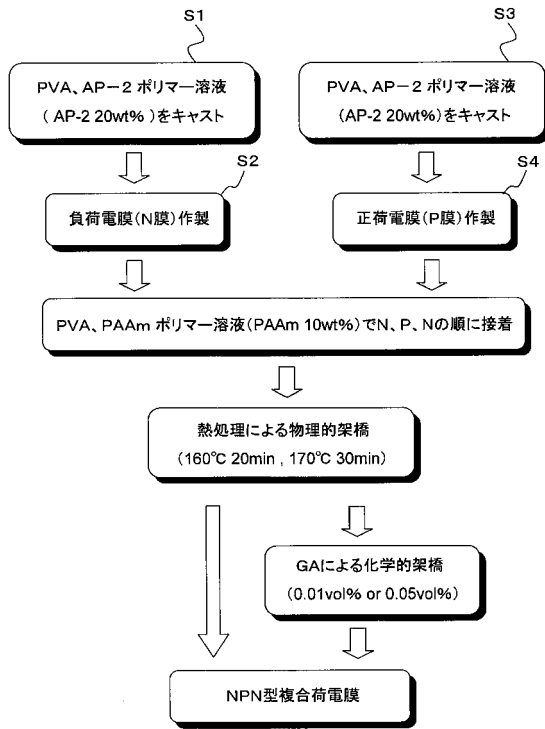 S1
S3
PVA、AP－2 ポリマー溶液
( AP-2 20wt% )をキャスト
PVA、AP－2 ポリマー溶液
(AP-2 20wt%)をキャスト
S2
S4
負荷電膜(N膜)作製
正荷電膜(P膜)作製
PVA、PAAm ポリマー溶液(PAAm 10wt%)でN、P、Nの順に接着
熱処理による物理的架橋
(160℃ 20min , 170℃ 30min)
GAによる化学的架橋
(0.01vol% or 0.05vol%)
NPN型複合荷電膜